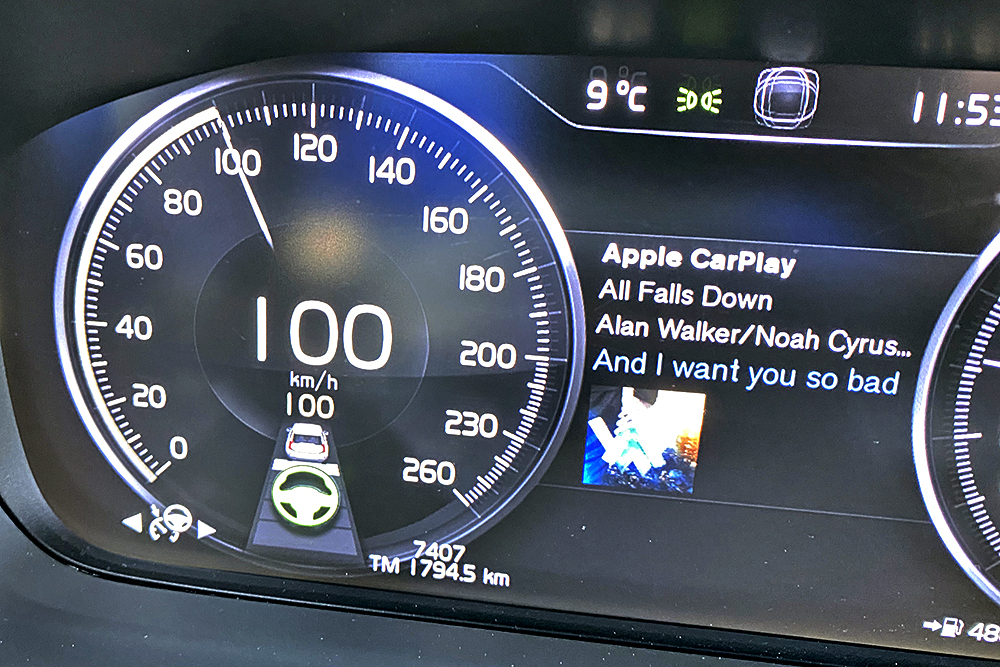 9 °C 11:53
0
20
40
60
80
100
120
140
160
180
200
230
260
100
km/h
100
Apple CarPlay
All Falls Down
Alan Walker/Noah Cyrus...
And I want you so bad
7407
TM 1794.5 km